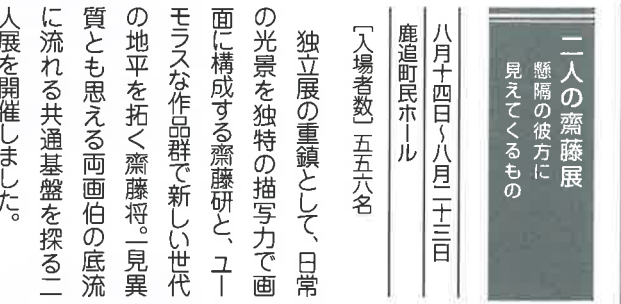 二人の齋藤展
懸隔の彼方に
見えてくるもの
八月十四日～八月二十三日
鹿追町民ホール
［入場者数］五五六名
独立展の重鎮として、日常
の光景を独特の描写力で画
面に構成する齋藤研と、ユー
モラスな作品群で新しい世代
の地平を拓く齋藤将。一見異
質とも思える両画伯の底流
に流れる共通基盤を探る二
人展を開催しました。